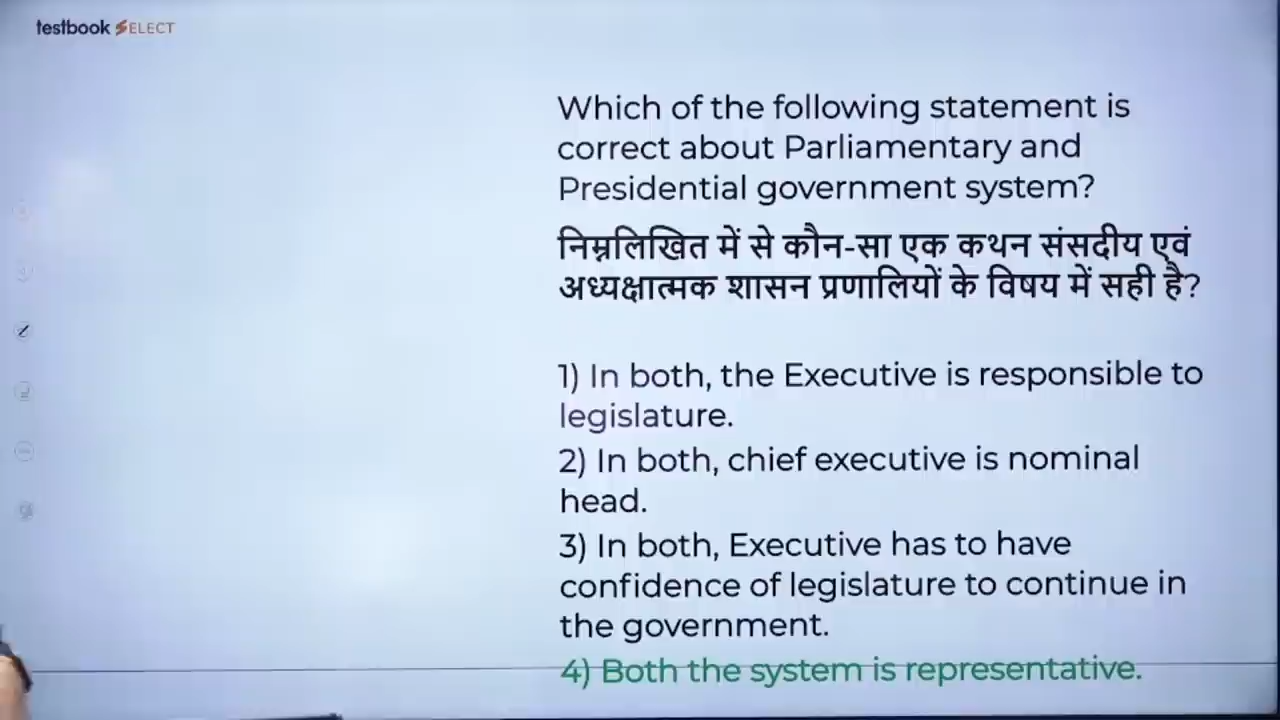 testbook SELECT
Which of the following statement is
correct about Parliamentary and
Presidential government system?
निम्नलिखित में से कौन-सा एक कथन संसदीय एवं
अध्यक्षात्मक शासन प्रणालियों के विषय में सही है?
1) In both, the Executive is responsible to
legislature.
2) In both, chief executive is nominal
head.
3) In both, Executive has to have
confidence of legislature to continue in
the government.
4) Both the system is representative.